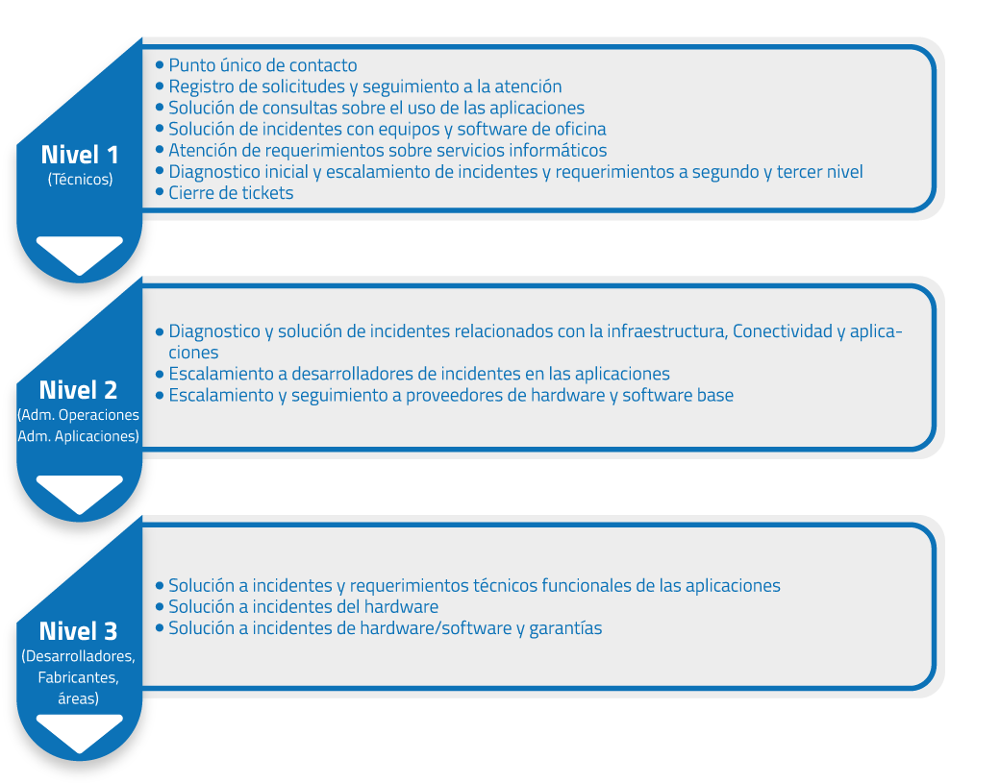 Nivel 1
(Técnicos)
• Punto único de contacto
• Registro de solicitudes y seguimiento a la atención
• Solución de consultas sobre el uso de las aplicaciones
• Solución de incidentes con equipos y software de oficina
• Atención de requerimientos sobre servicios informáticos
• Diagnostico inicial y escalamiento de incidentes y requerimientos a segundo y tercer nivel
• Cierre de tickets
Nivel 2
(Adm. Operaciones
Adm. Aplicaciones)
• Diagnostico y solución de incidentes relacionados con la infraestructura, Conectividad y aplica-
ciones
• Escalamiento a desarrolladores de incidentes en las aplicaciones
• Escalamiento y seguimiento a proveedores de hardware y software base
Nivel 3
(Desarrolladores,
Fabricantes,
áreas)
• Solución a incidentes y requerimientos técnicos funcionales de las aplicaciones
• Solución a incidentes del hardware
• Solución a incidentes de hardware/software y garantías